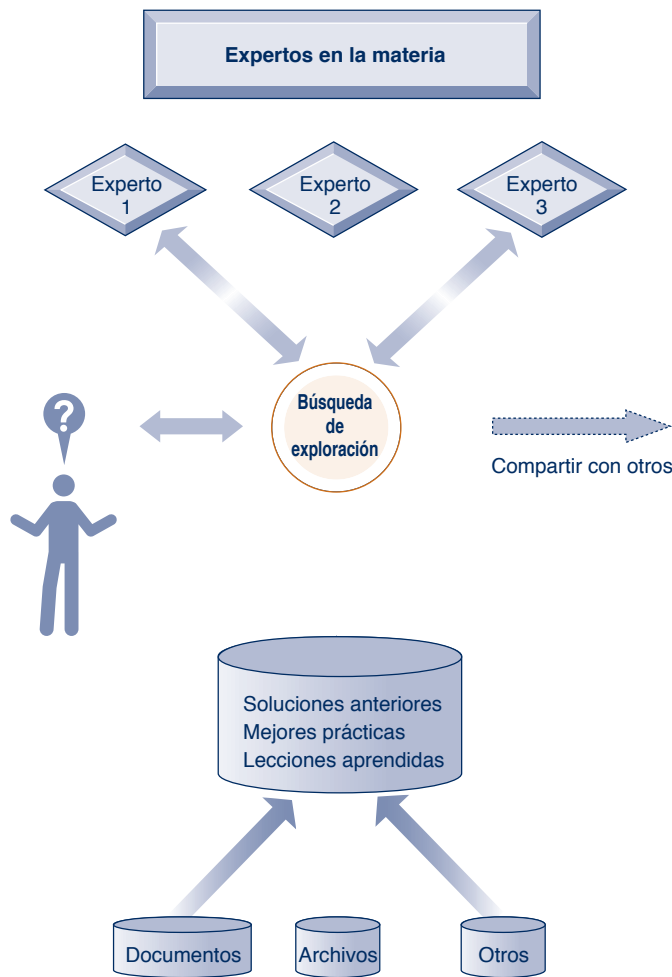 Expertos en la materia
Experto
1
Experto
2
Experto
3
?
Búsqueda
de
exploración
Compartir con otros
Soluciones anteriores
Mejores prácticas
Lecciones aprendidas
Documentos
Archivos
Otros